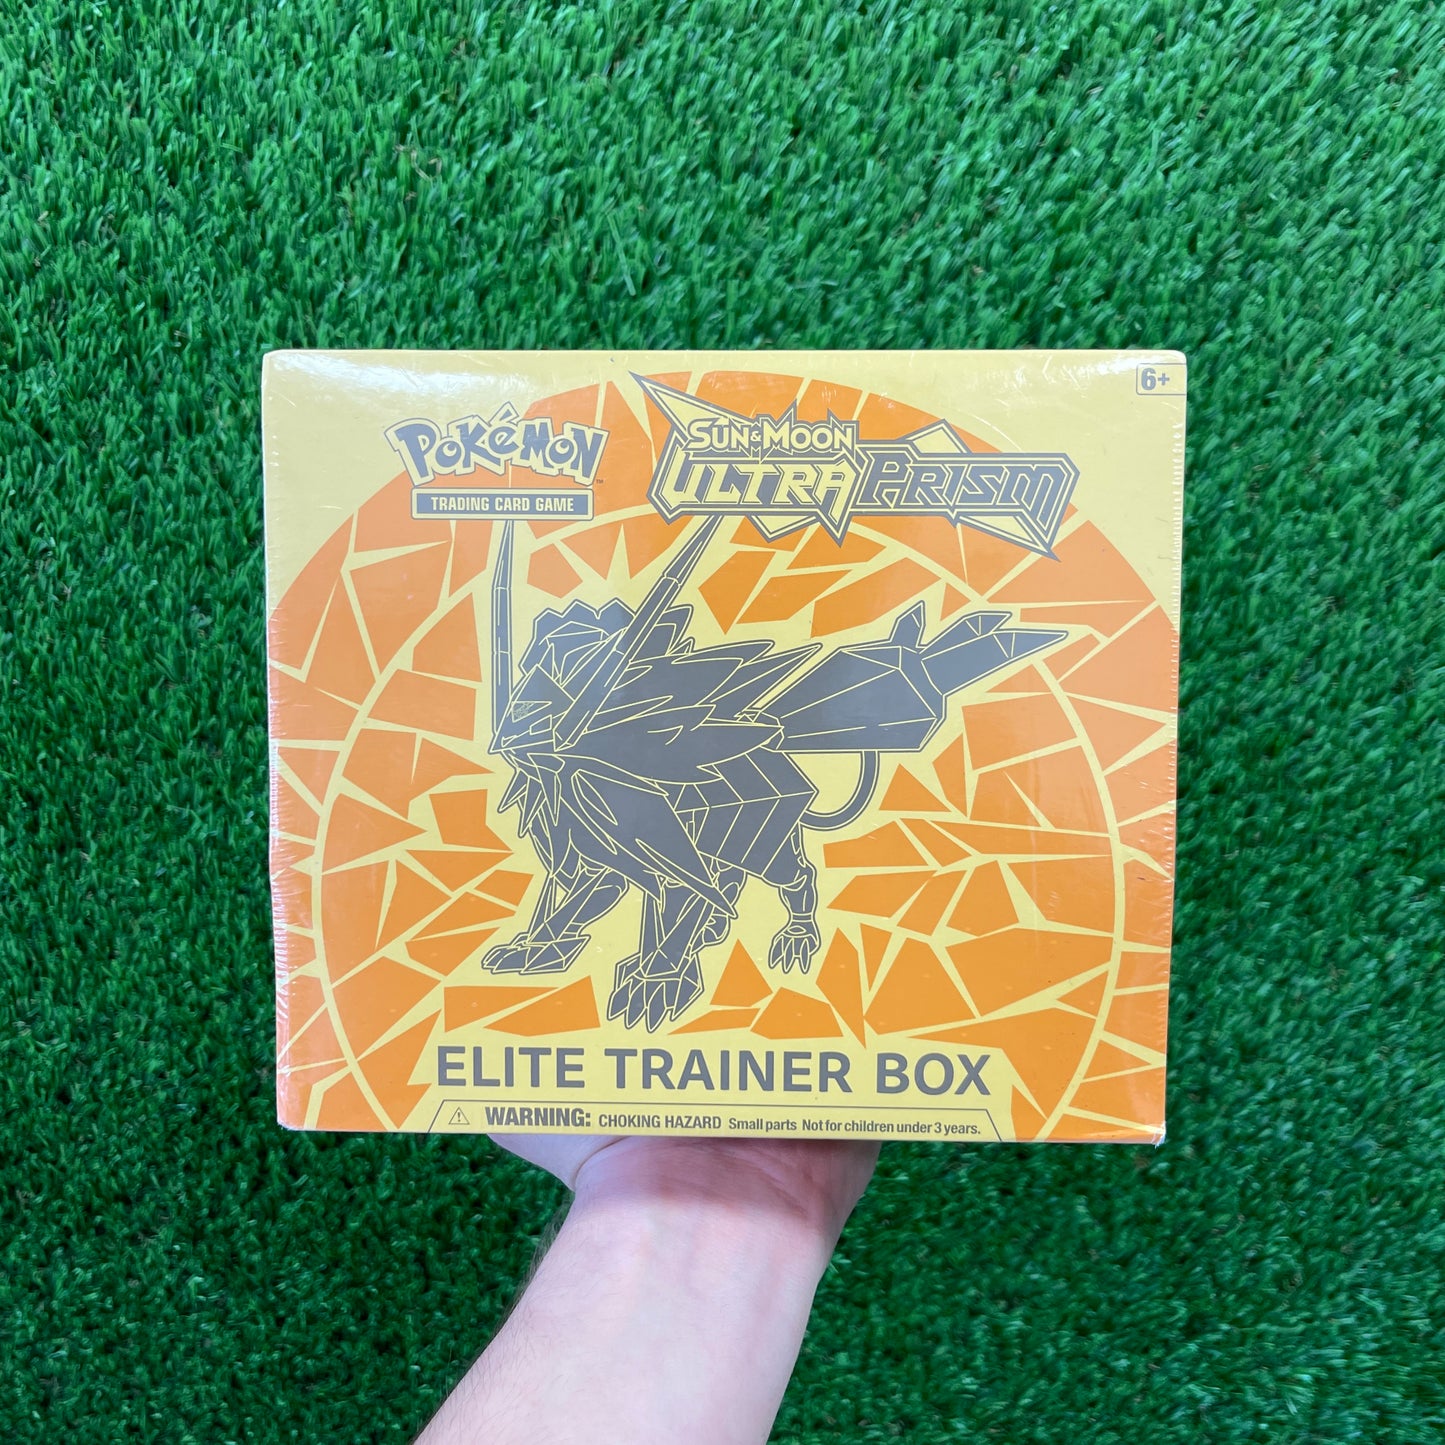 6+
POKéMON™
TRADING CARD GAME
SUN & MOON
ULTRA PRISM
ELITE TRAINER BOX
WARNING: CHOKING HAZARD Small parts Not for children under 3 years.